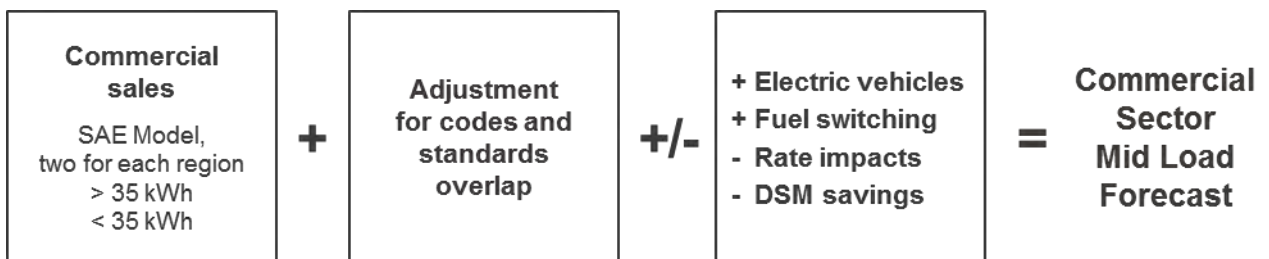 Commercial
sales
SAE Model,
two for each region
> 35 kWh
< 35 kWh
+
Adjustment
for codes and
standards
overlap
+/-
+ Electric vehicles
+ Fuel switching
- Rate impacts
- DSM savings
=
Commercial
Sector
Mid Load
Forecast